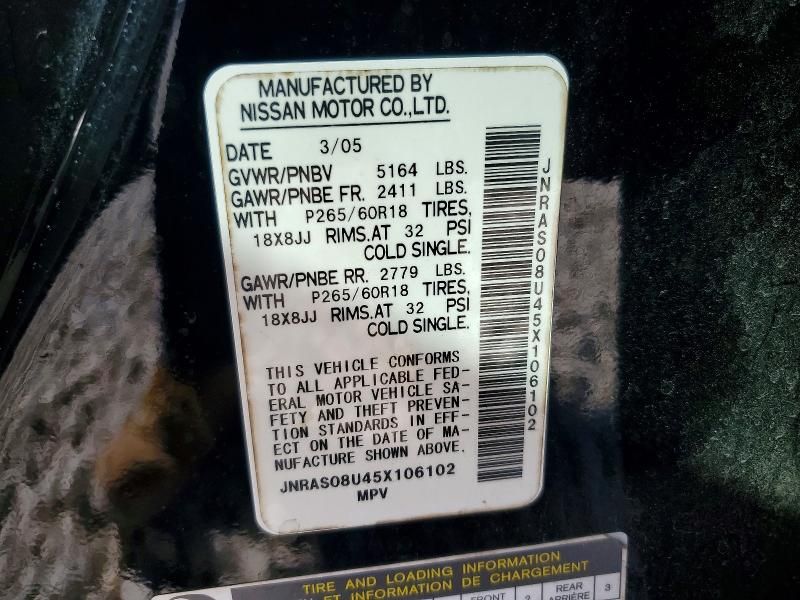 MANUFACTURED BY
NISSAN MOTOR CO.,LTD.
DATE 3/05
GVWR/PNBV 5164 LBS.
GAWR/PNBE FR. 2411 LBS.
WITH P265/60R18 TIRES,
18X8JJ RIMS.AT 32 PSI
COLD SINGLE.
GAWR/PNBE RR. 2779 LBS.
WITH P265/60R18 TIRES,
18X8JJ RIMS.AT 32 PSI
COLD SINGLE.
THIS VEHICLE CONFORMS
TO ALL APPLICABLE FED-
ERAL MOTOR VEHICLE SA-
FETY AND THEFT PREVEN-
TION STANDARDS IN EFF-
ECT ON THE DATE OF MA-
NUFACTURE SHOWN ABOVE.
JNRAS08U45X106102
MPV
JNRAS08U45X106102
TIRE AND LOADING INFORMATION
ET INFORMATION DE CHARGEMENT
FRONT 2 REAR 3
ARRIÈRE